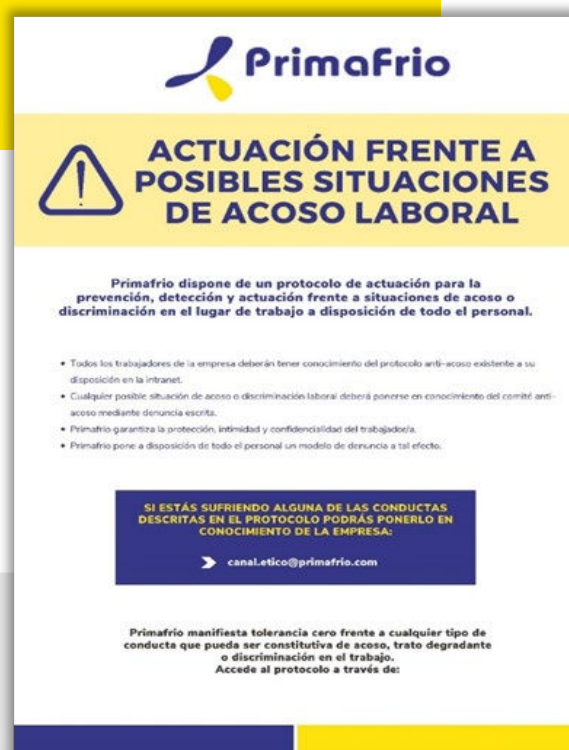 PrimaFrio
ACTUACIÓN FRENTE A
POSIBLES SITUACIONES
DE ACOSO LABORAL
Primafrio dispone de un protocolo de actuación para la
prevención, detección y actuación frente a situaciones de acoso o
discriminación en el lugar de trabajo a disposición de todo el personal.
• Todos los trabajadores de la empresa deberán tener conocimiento del protocolo anti-acoso existente a su
disposición en la intranet.
• Cualquier posible situación de acoso o discriminación laboral deberá ponerse en conocimiento del comité anti-
acoso mediante denuncia escrita.
• Primafrio garantiza la protección, intimidad y confidencialidad del trabajador/a.
• Primafrio pone a disposición de todo el personal un modelo de denuncia a tal efecto.
SI ESTÁS SUFRIENDO ALGUNA DE LAS CONDUCTAS
DESCRITAS EN EL PROTOCOLO PODRÁS PONERLO EN
CONOCIMIENTO DE LA EMPRESA:
canal.etico@primafrio.com
Primafrio manifiesta tolerancia cero frente a cualquier tipo de
conducta que pueda ser constitutiva de acoso, trato degradante
o discriminación en el trabajo.
Accede al protocolo a través de: